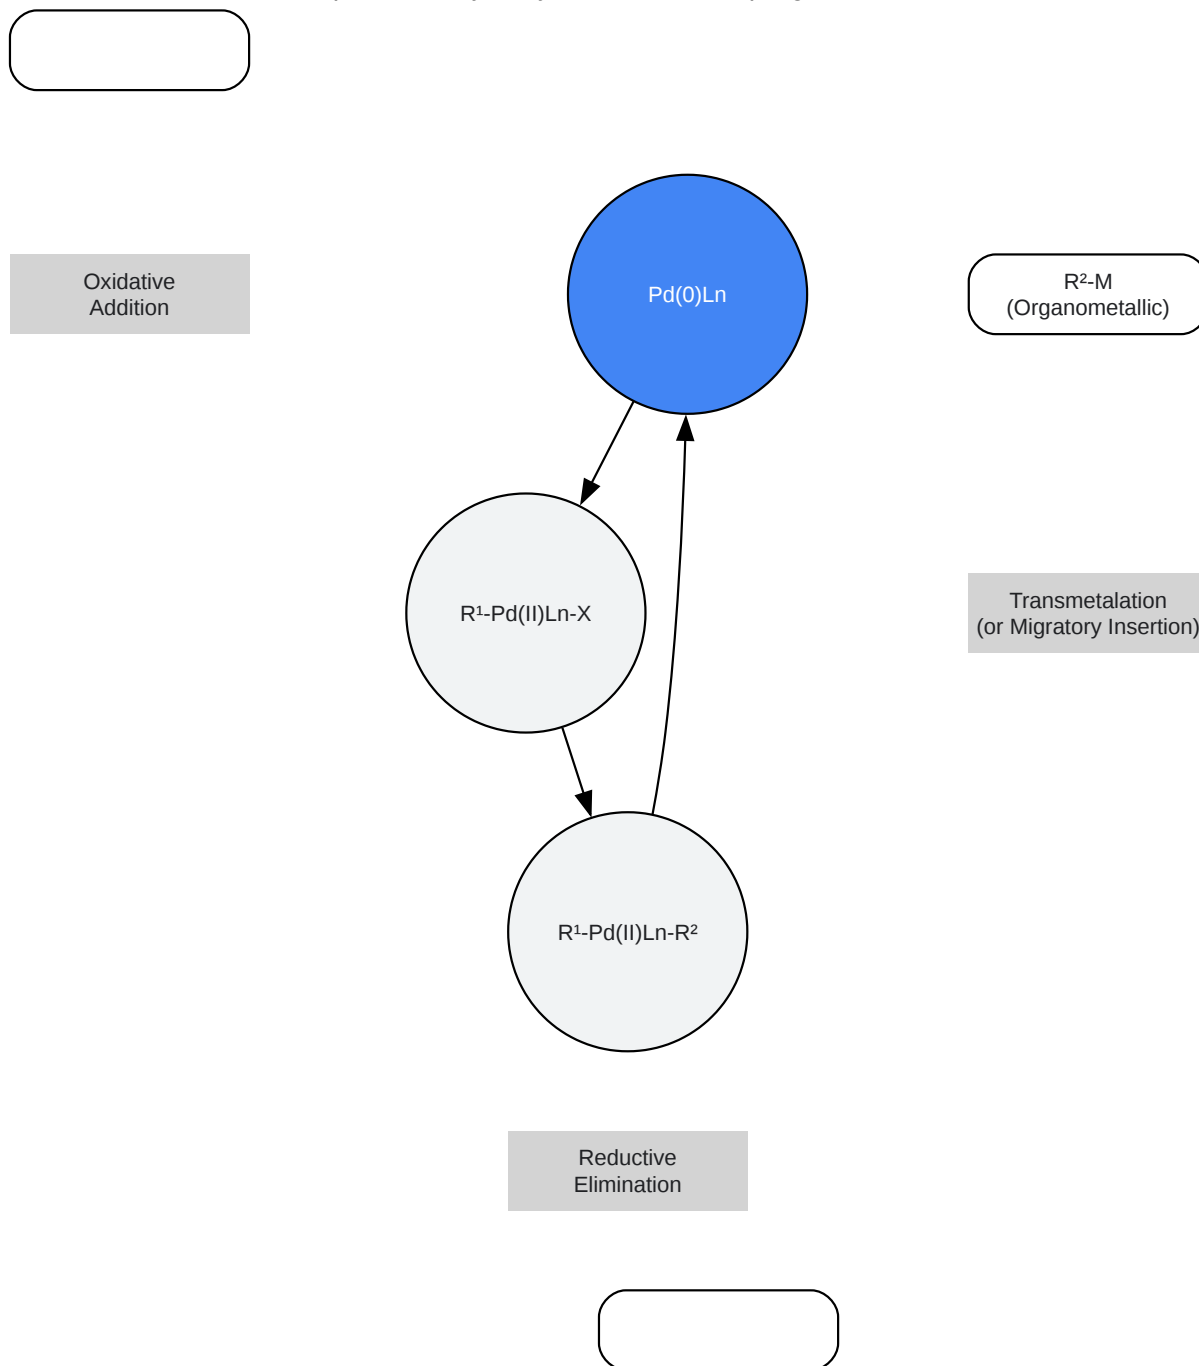 Oxidative
Addition
Pd(0)Ln
R²-M
(Organometallic)
R¹-Pd(II)Ln-X
Transmetalation
(or Migratory Insertion)
R¹-Pd(II)Ln-R²
Reductive
Elimination